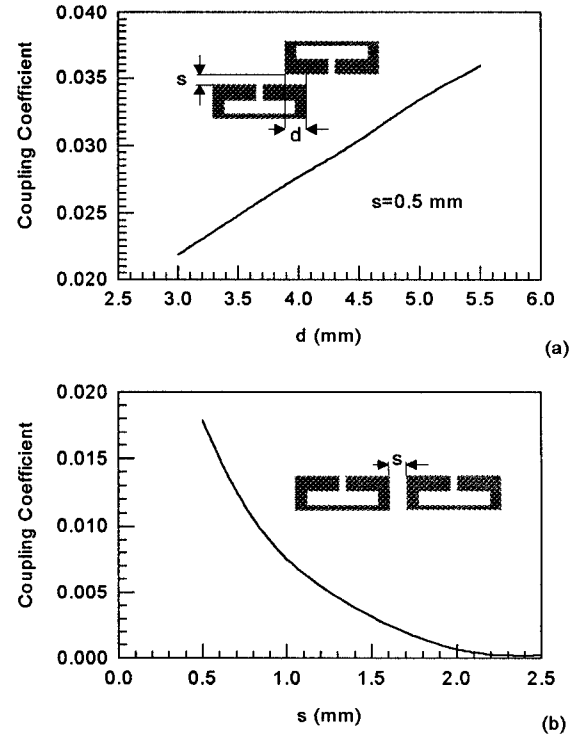 Coupling Coefficient
0.040
0.035
0.030
0.025
0.020
s
d
s=0.5 mm
2.5 3.0 3.5 4.0 4.5 5.0 5.5 6.0
d (mm)
(a)
Coupling Coefficient
0.020
0.015
0.010
0.005
0.000
s
0.0 0.5 1.0 1.5 2.0 2.5
s (mm)
(b)